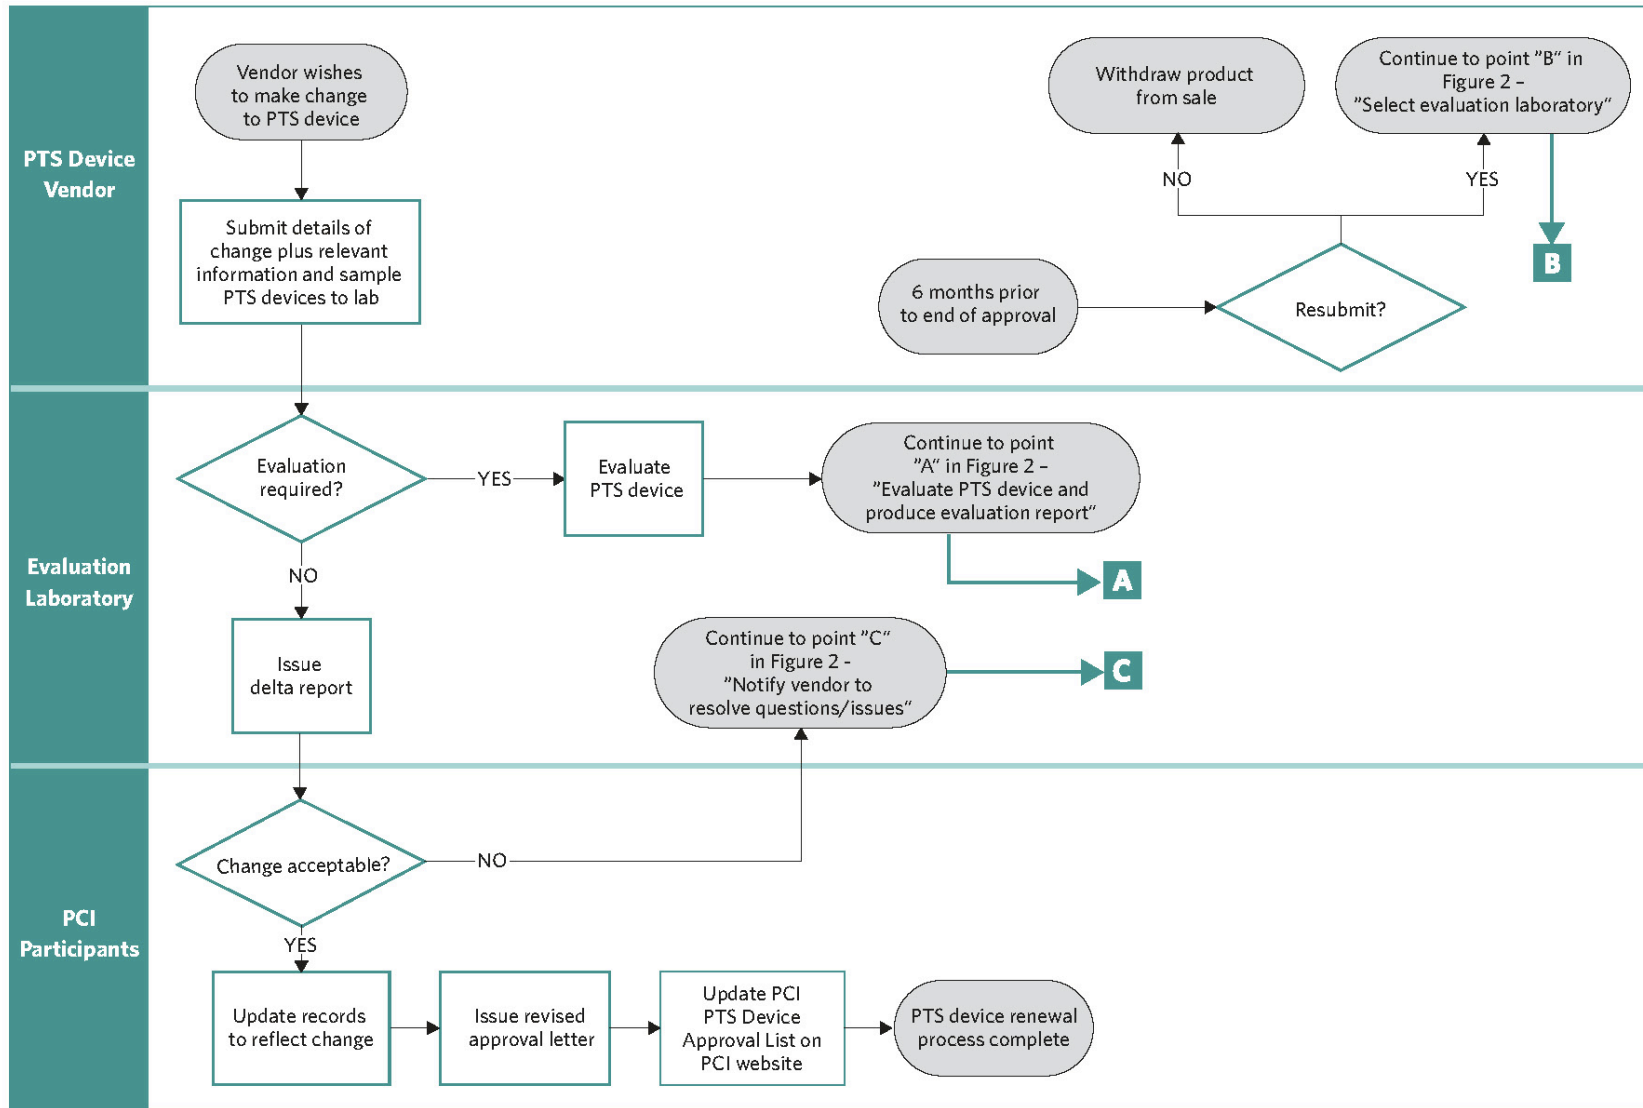 PTS Device
Vendor
Vendor wishes
to make change
to PTS device
Submit details of
change plus relevant
information and sample
PTS devices to lab
Withdraw product
from sale
Continue to point ”B“ in
Figure 2 –
”Select evaluation laboratory“
NO
YES
B
6 months prior
to end of approval
Resubmit?
Evaluation
Laboratory
Evaluation
required?
YES
Evaluate
PTS device
Continue to point
”A“ in Figure 2 –
”Evaluate PTS device and
produce evaluation report“
A
NO
Issue
delta report
Continue to point ”C“
in Figure 2 -
”Notify vendor to
resolve questions/issues“
C
PCI
Participants
Change acceptable?
NO
YES
Update records
to reflect change
Issue revised
approval letter
Update PCI
PTS Device
Approval List on
PCI website
PTS device renewal
process complete